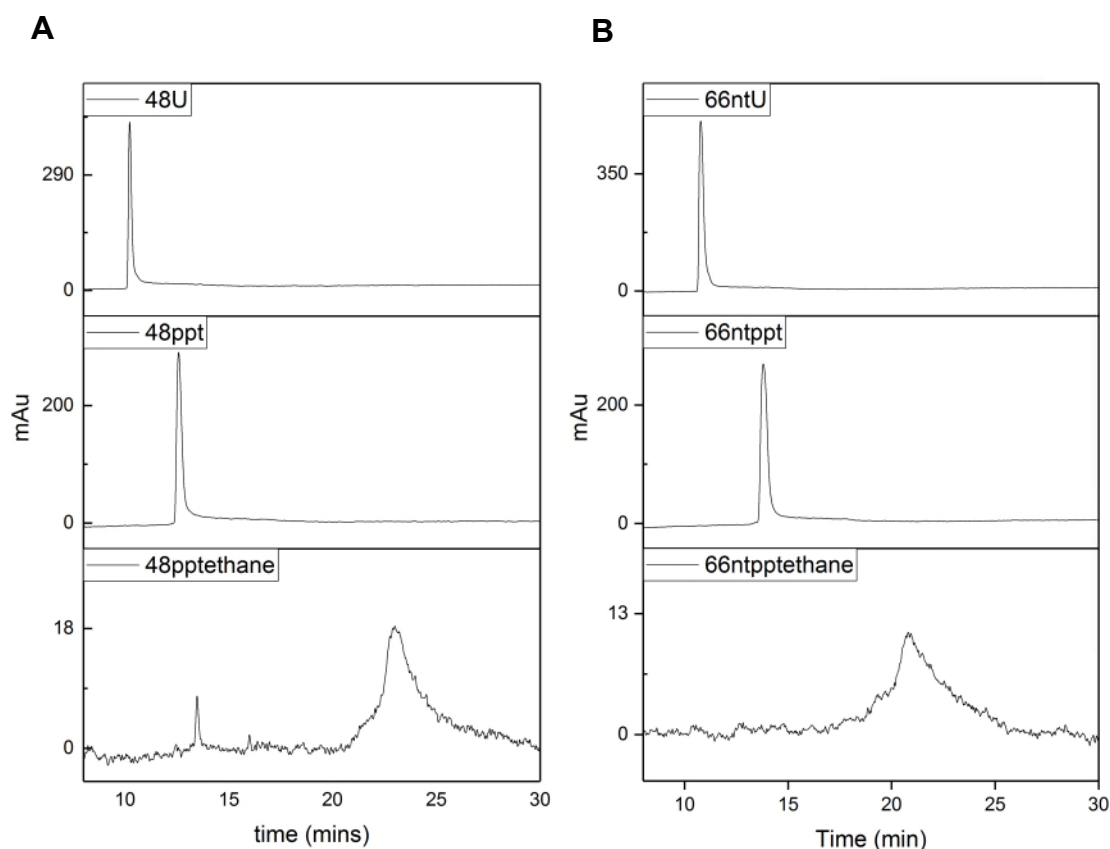 A
B
48U
290
0
48ppt
200
0
48pptethane
18
0
10 15 20 25 30
time (mins)
mAu
66ntU
350
0
66ntppt
200
0
66ntpptethane
13
0
10 15 20 25 30
Time (min)
mAu